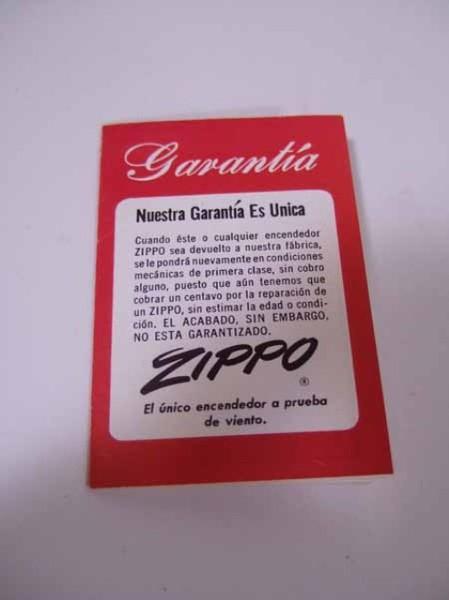 Garantía
Nuestra Garantía Es Unica
Cuando éste o cualquier encendedor
ZIPPO sea devuelto a nuestra fábrica,
se le pondrá nuevamente en condiciones
mecánicas de primera clase, sin cobro
alguno, puesto que aún tenemos que
cobrar un centavo por la reparación de
un ZIPPO, sin estimar la edad o condi-
ción. EL ACABADO, SIN EMBARGO,
NO ESTA GARANTIZADO.
ZIPPO
®
El único encendedor a prueba
de viento.